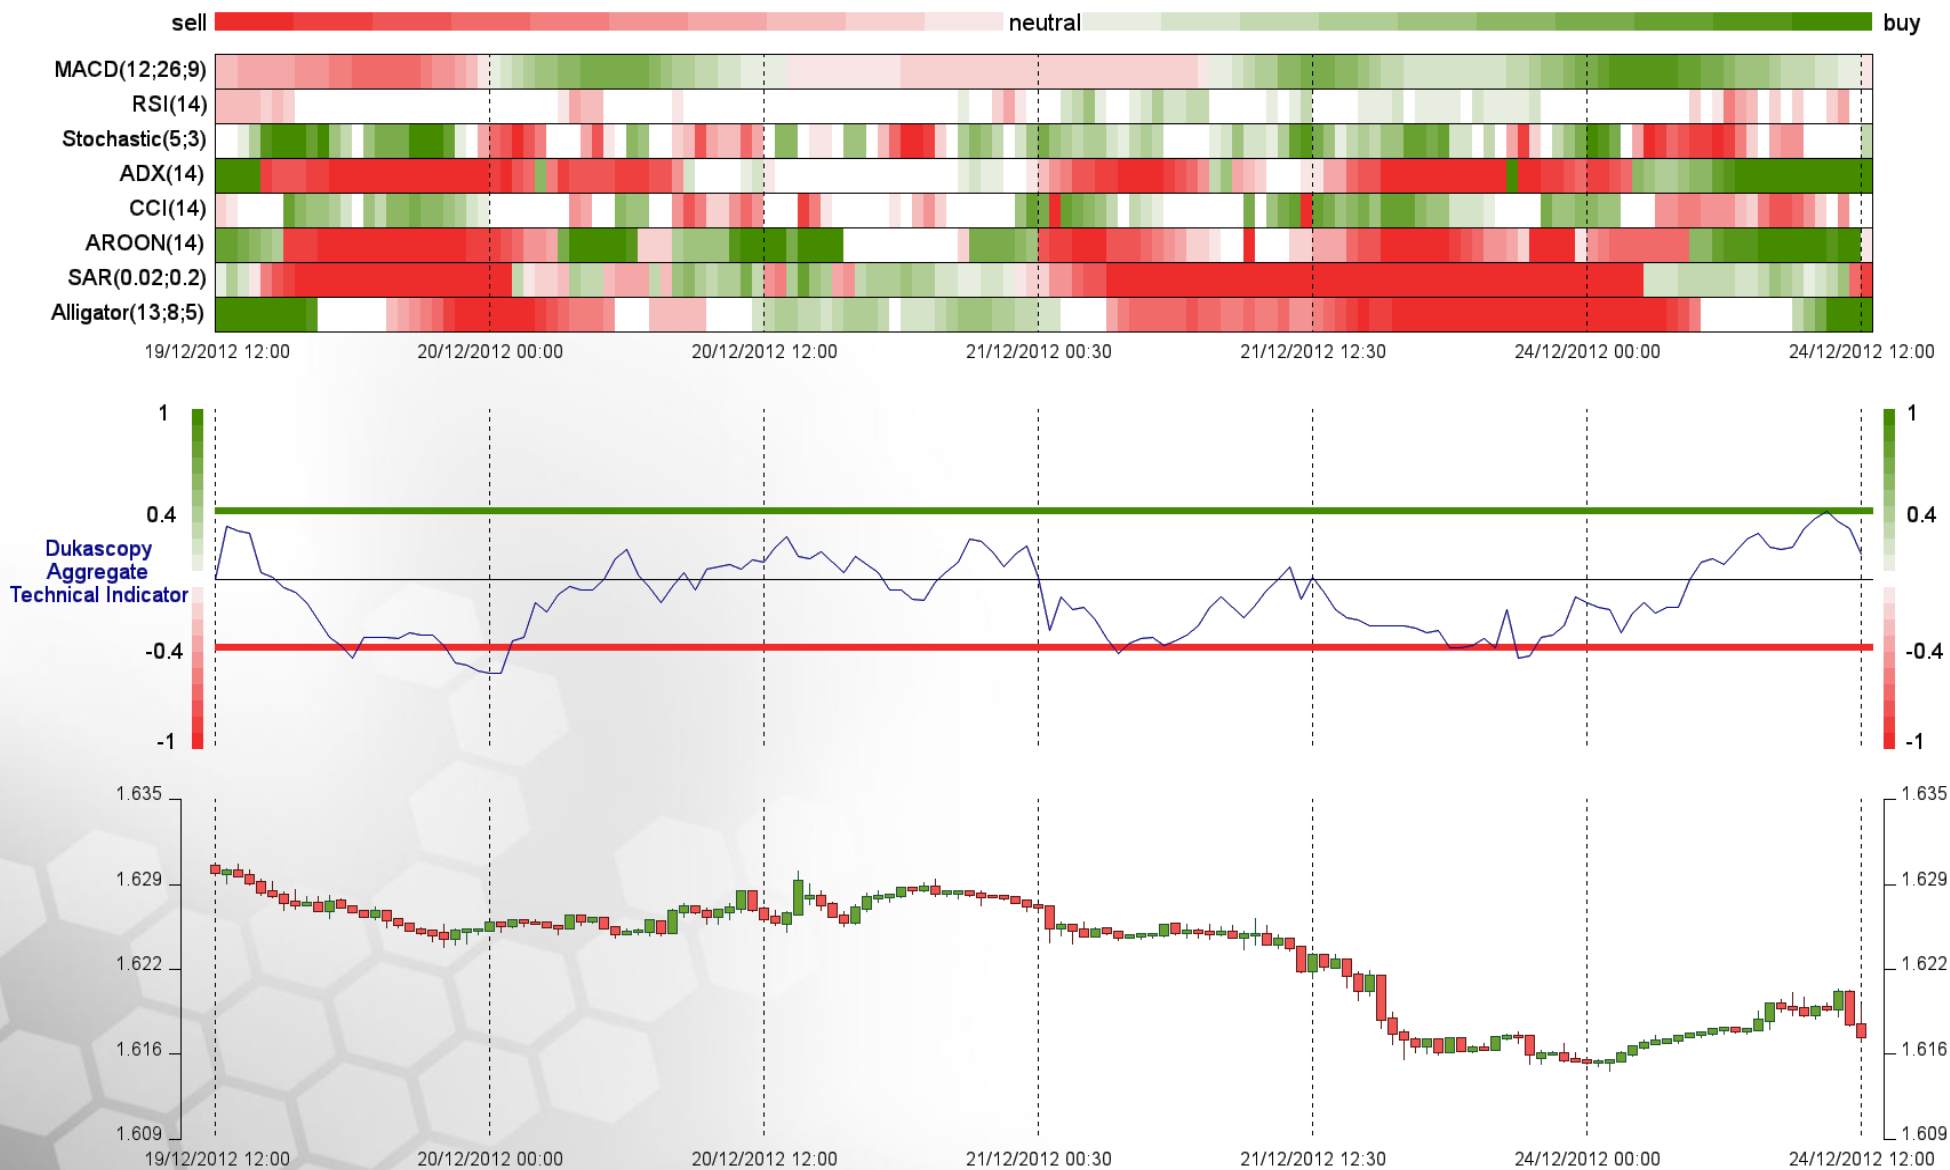 sell neutral buy
MACD(12;26;9)
RSI(14)
Stochastic(5;3)
ADX(14)
CCI(14)
AROON(14)
SAR(0.02;0.2)
Alligator(13;8;5)
19/12/2012 12:00 20/12/2012 00:00 20/12/2012 12:00 21/12/2012 00:30 21/12/2012 12:30 24/12/2012 00:00 24/12/2012 12:00
1 1
0.4 0.4
Dukascopy
Aggregate
Technical Indicator
-0.4 -0.4
-1 -1
1.635 1.635
1.629 1.629
1.622 1.622
1.616 1.616
1.609 1.609
19/12/2012 12:00 20/12/2012 00:00 20/12/2012 12:00 21/12/2012 00:30 21/12/2012 12:30 24/12/2012 00:00 24/12/2012 12:00